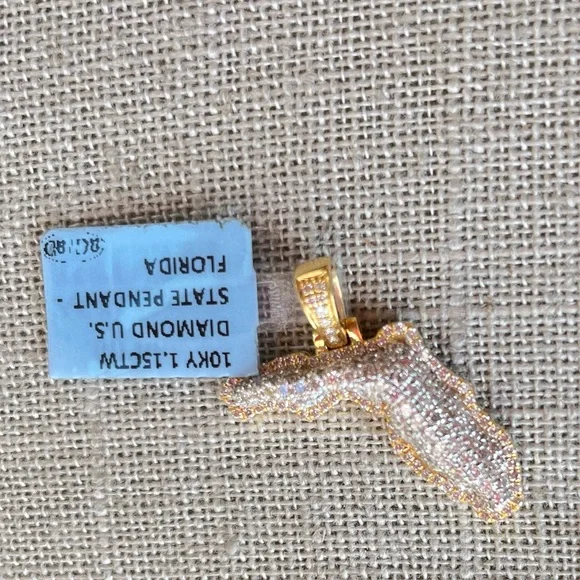 10KY 1.15CTW
DIAMOND U.S.
STATE PENDANT -
FLORIDA